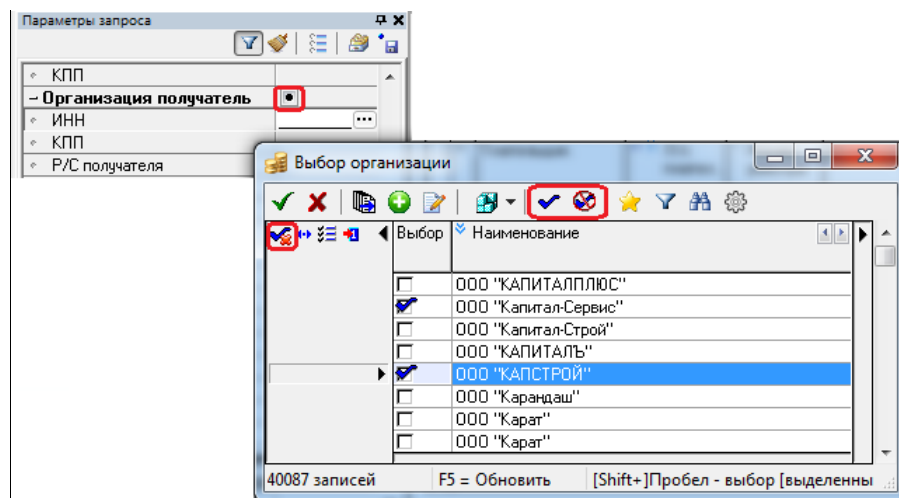 Параметры запроса
КПП
– Организация получатель
ИНН
КПП
Р/С получателя
Выбор организации
Выбор Наименование
ООО "КАПИТАЛПЛЮС"
ООО "Капитал-Сервис"
ООО "Капитал-Строй"
ООО "КАПИТАЛЪ"
ООО "КАПСТРОЙ"
ООО "Карандаш"
ООО "Карат"
ООО "Карат"
40087 записей F5 = Обновить [Shift+]Пробел - выбор [выделенны